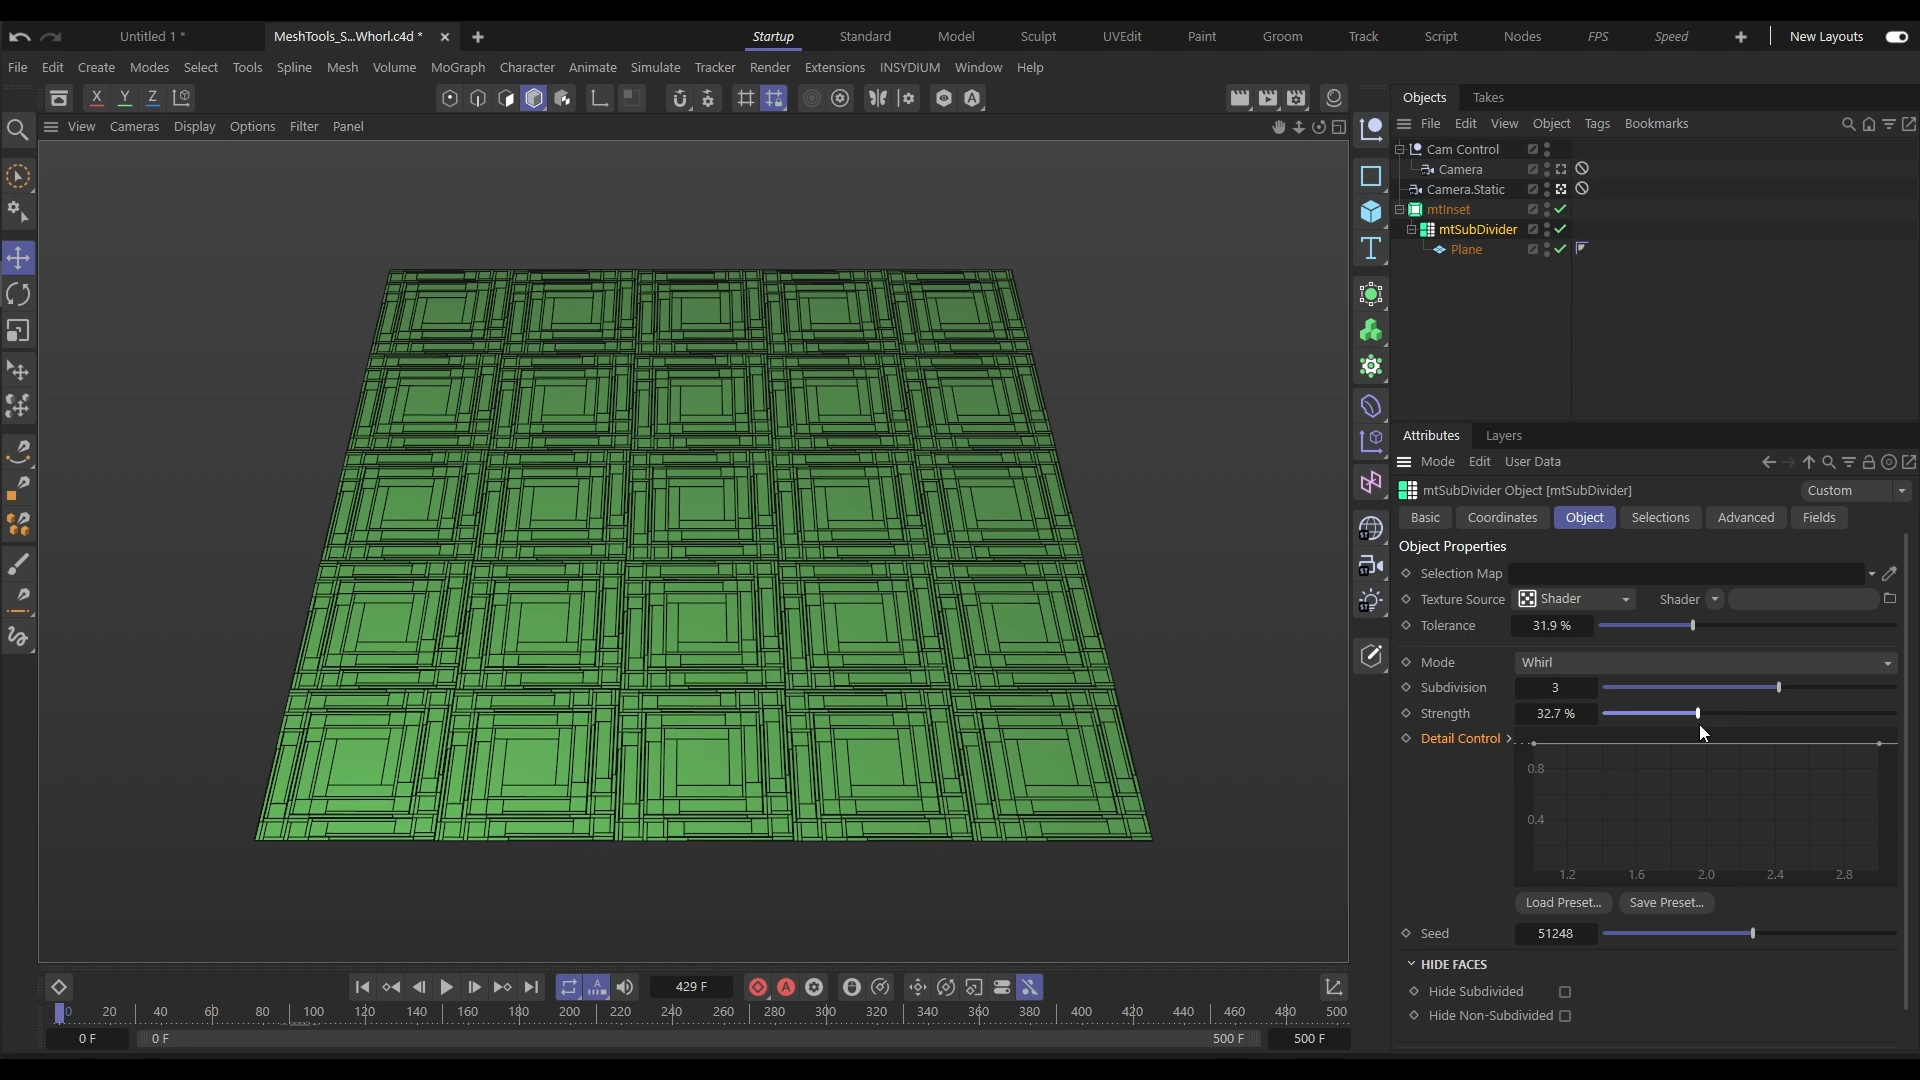 Untitled 1 *
MeshTools_S...Whorl.c4d *
Startup
Standard
Model
Sculpt
UVEdit
Paint
Groom
Track
Script
Nodes
FPS
Speed
New Layouts
File Edit Create Modes Select Tools Spline Mesh Volume MoGraph Character Animate Simulate Tracker Render Extensions INSYDIUM Window Help
X Y Z
Objects Takes
View Cameras Display Options Filter Panel
File Edit View Object Tags Bookmarks
Cam Control
Camera
Camera.Static
mtInset
mtSubDivider
Plane
Attributes Layers
Mode Edit User Data
mtSubDivider Object [mtSubDivider]
Custom
Basic Coordinates Object Selections Advanced Fields
Object Properties
Selection Map
Texture Source Shader Shader
Tolerance 31.9 %
Mode Whirl
Subdivision 3
Strength 32.7 %
Detail Control
0.8
0.4
1.2 1.6 2.0 2.4 2.8
Load Preset... Save Preset...
Seed 51248
HIDE FACES
Hide Subdivided
Hide Non-Subdivided
429 F
0 20 40 60 80 100 120 140 160 180 200 220 240 260 280 300 320 340 360 380 400 420 440 460 480 500
0 F 0 F 500 F 500 F